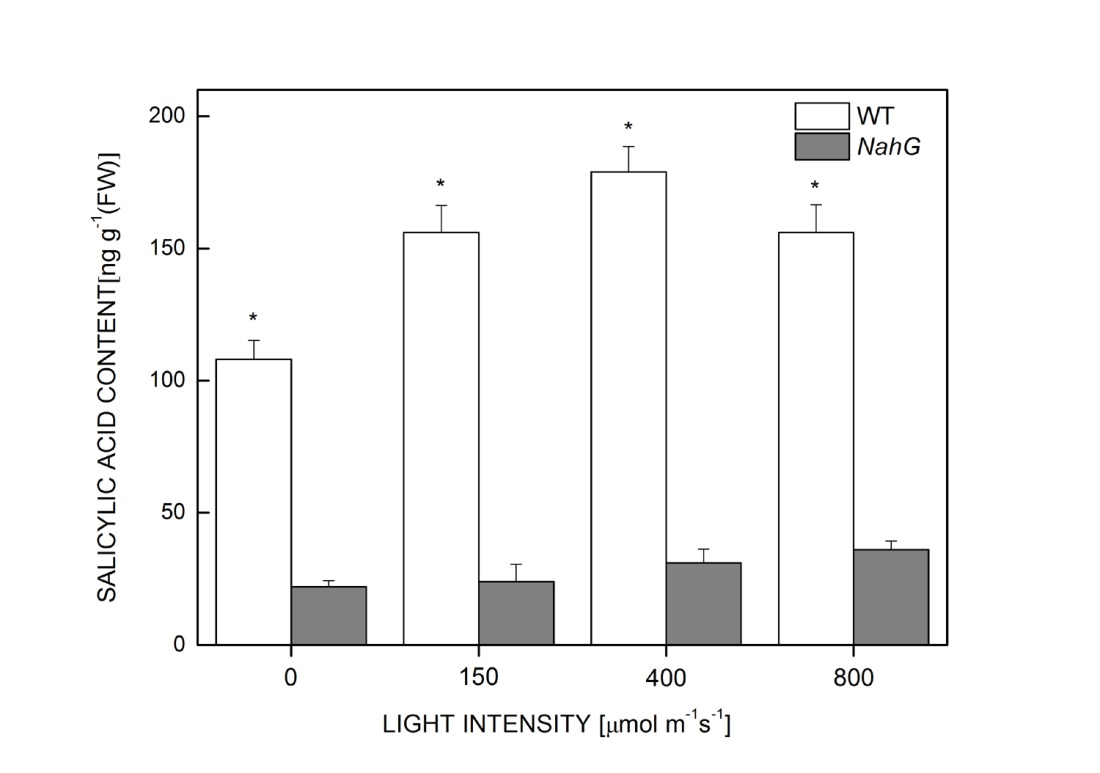 WT
NahG
SALICYLIC ACID CONTENT[ng g⁻¹(FW)]
200
150
100
50
0
*
*
*
*
0 150 400 800
LIGHT INTENSITY [μmol m⁻¹s⁻¹]